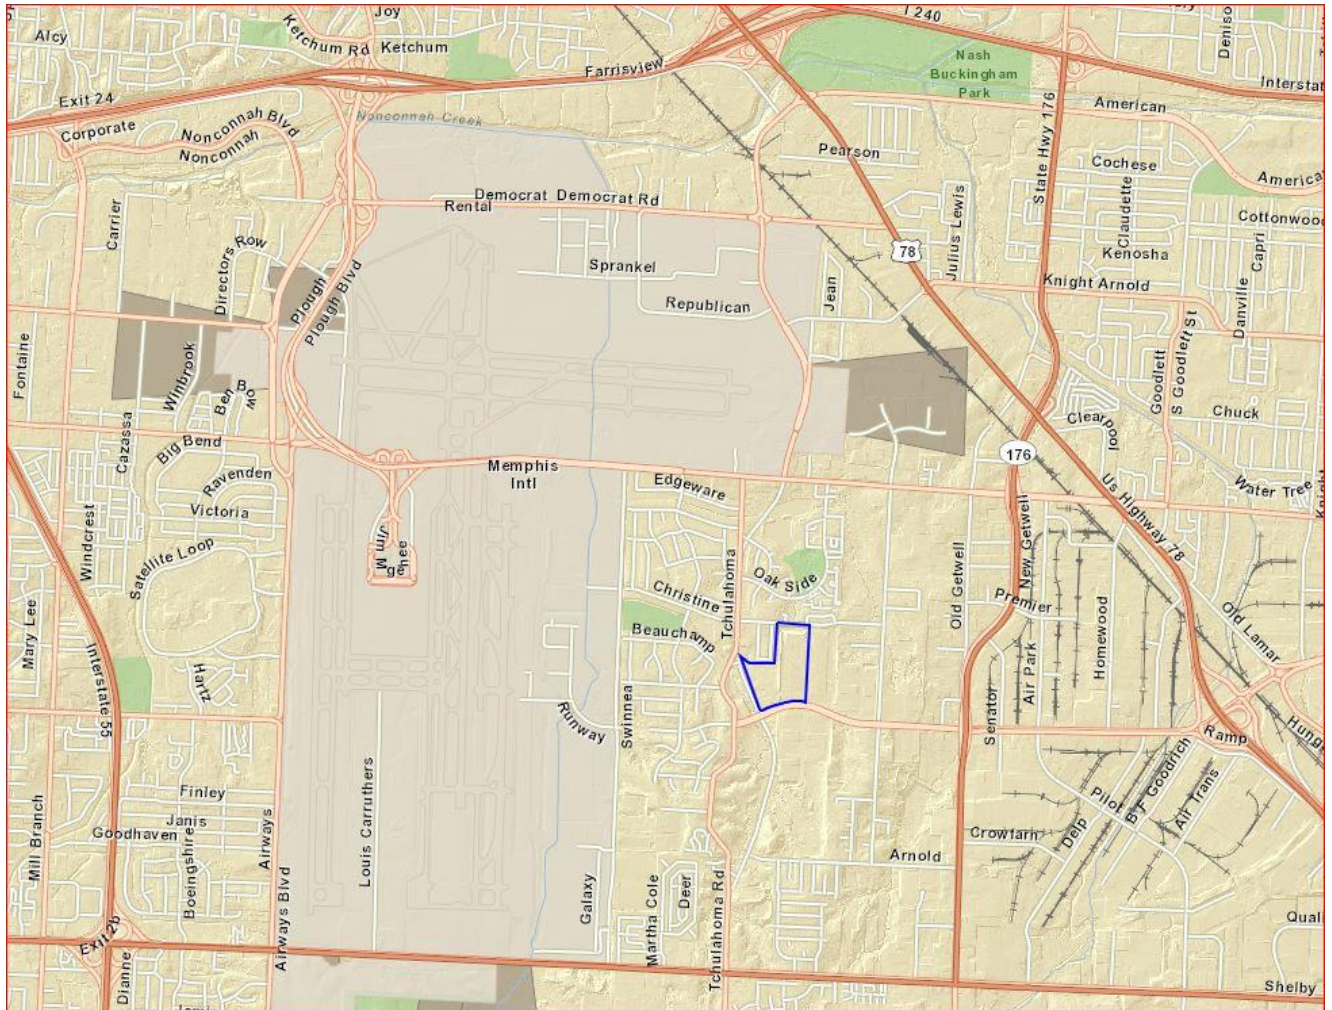 Joy
I 240
Alcy
Ketchum Rd
Ketchum
Denison
Nash
Buckingham
Park
Farrisview
Interstat
Exit 24
American
State Hwy 176
Corporate
Nonconnah Blvd
Nonconnah
Nonconnah Creek
Pearson
Cochese
America
Claudette
Democrat Democrat Rd
Rental
Julius Lewis
Cottonwood
Capri
Carrier
Directors Row
78
Kenosha
Sprankel
Knight Arnold
Jean
Plough
Plough Blvd
Republican
Danville
Fontaine
Winbrook
Ben Bow
Goodlett
S Goodlett St
Chuck
Clearpool
Cazassa
Big Bend
176
Memphis
Intl
Ravenden
Edgeware
Us Highway 78
Water Tree
Knight
Victoria
Windcrest
Satellite Loop
Jim McGehee
Tchulahoma
Oak Side
Old Getwell
New Getwell
Christine
Premier
Homewood
Old Lamar
Mary Lee
Beauchamp
Air Park
Interstate 55
Hartz
Senator
Swinnea
Runway
Ramp
Hung
B F Goodrich
Air Trans
Pilot
Finley
Janis
Goodhaven
Mill Branch
Boeingshire
Airways
Louis Carruthers
Delp
Crowfarn
Arnold
Galaxy
Martha Cole
Deer
Tchulahoma Rd
Airways Blvd
Exit 2b
Dianne
Quali
Shelby